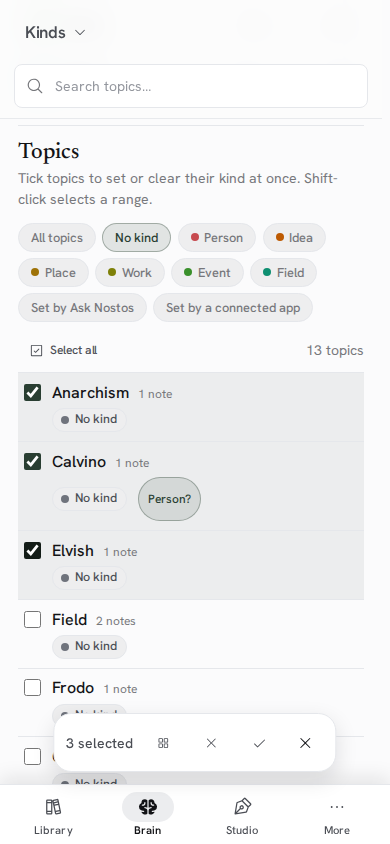 Kinds
Search topics...
Topics
Tick topics to set or clear their kind at once. Shift-
click selects a range.
All topics
No kind
Person
Idea
Place
Work
Event
Field
Set by Ask Nostos
Set by a connected app
Select all
13 topics
Anarchism 1 note
No kind
Calvino 1 note
No kind
Person?
Elvish 1 note
No kind
Field 2 notes
No kind
Frodo 1 note
3 selected
No kind
Library
Brain
Studio
More